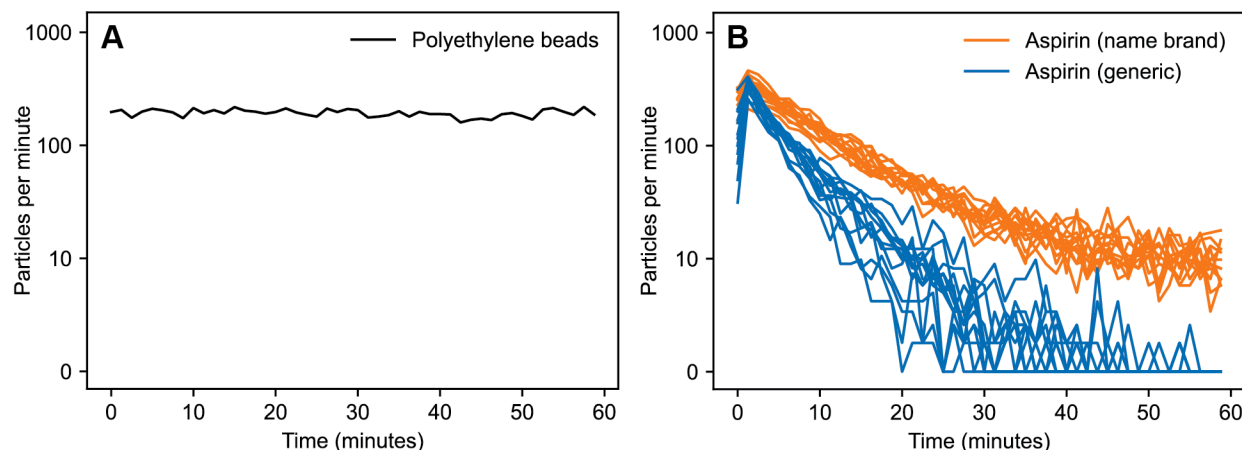 A
Polyethylene beads
1000
100
10
0
Particles per minute
0 10 20 30 40 50 60
Time (minutes)
B
Aspirin (name brand)
Aspirin (generic)
1000
100
10
0
Particles per minute
0 10 20 30 40 50 60
Time (minutes)